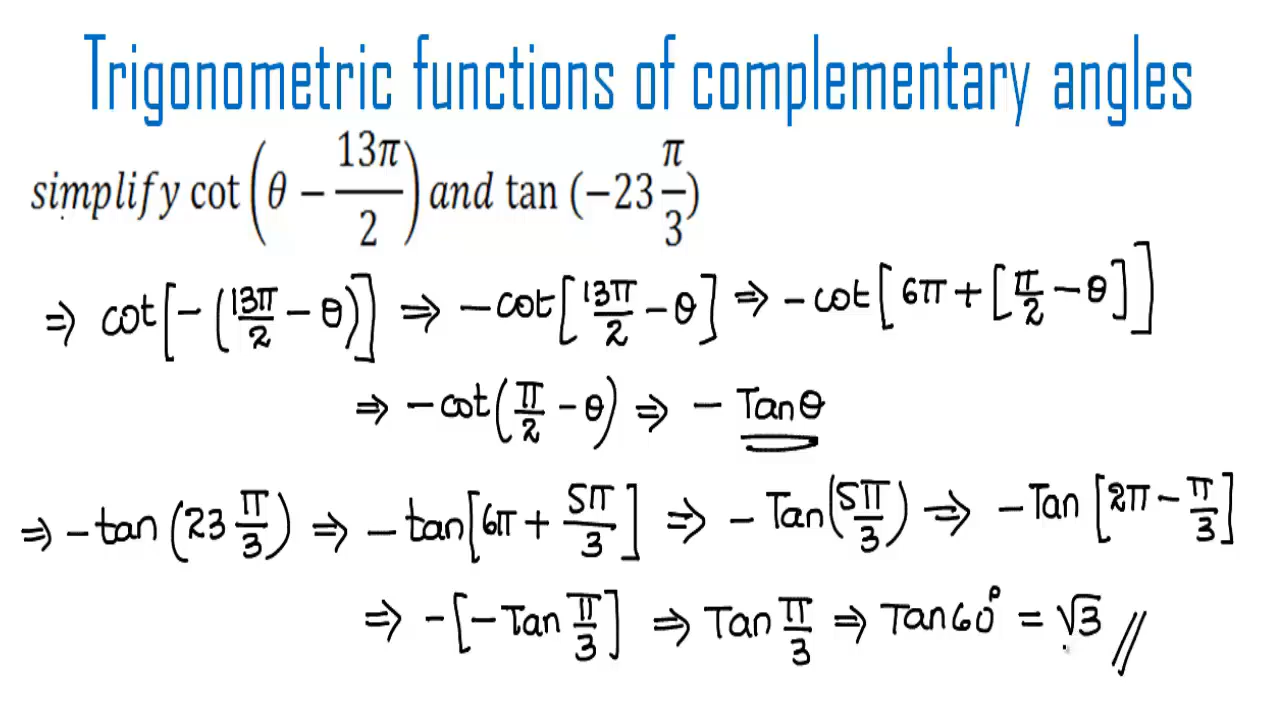 Trigonometric functions of complementary angles
simplify cot (θ − 13π/2) and tan (−23 π/3)
⇒ cot[-(13π/2 - θ)] ⇒ -cot[13π/2 - θ] ⇒ -cot[6π + [π/2 - θ]]
⇒ -cot(π/2 - θ) ⇒ - Tanθ
⇒ -tan(23 π/3) ⇒ -tan[6π + 5π/3] ⇒ -Tan(5π/3) ⇒ -Tan[2π - π/3]
⇒ -[-Tan π/3] ⇒ Tan π/3 ⇒ Tan60° = √3 //